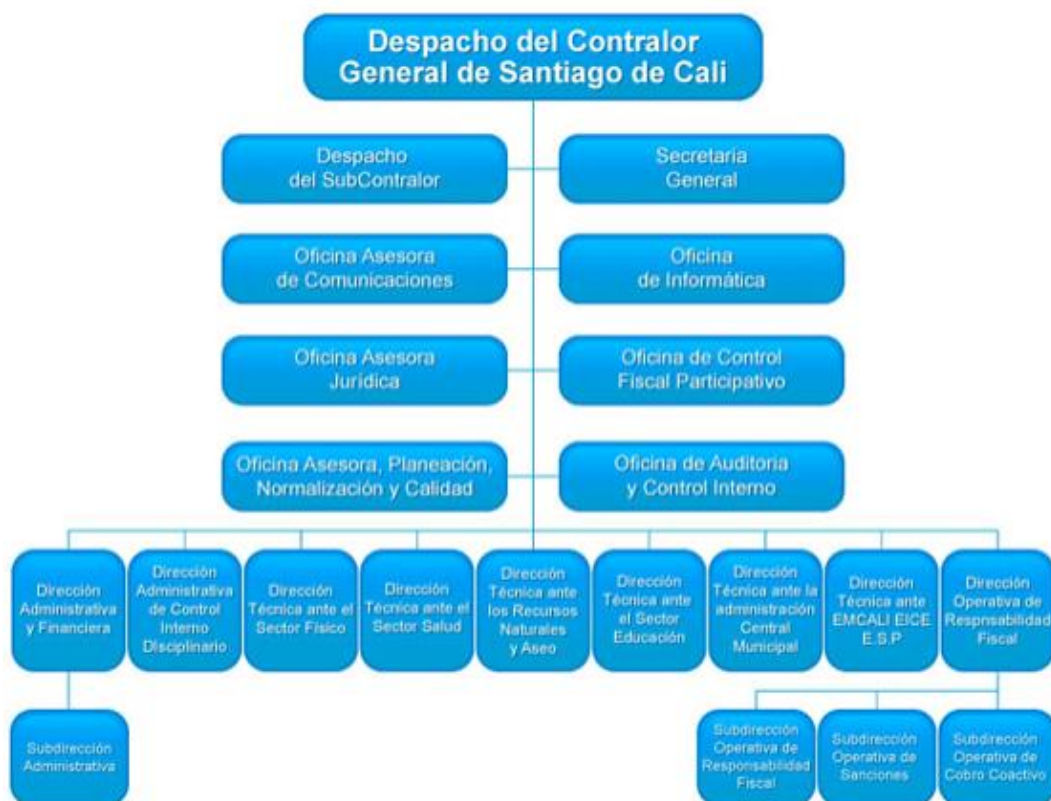 Despacho del Contralor
General de Santiago de Cali
Despacho
del SubContralor
Secretaria
General
Oficina Asesora
de Comunicaciones
Oficina
de Informática
Oficina Asesora
Jurídica
Oficina de Control
Fiscal Participativo
Oficina Asesora, Planeación,
Normalización y Calidad
Oficina de Auditoria
y Control Interno
Dirección
Administrativa
y Financiera
Dirección
Administrativa
de Control
Interno
Disciplinario
Dirección
Técnica ante el
Sector Físico
Dirección
Técnica ante el
Sector Salud
Dirección
Técnica ante
los Recursos
Naturales
y Aseo
Dirección
Técnica ante
el Sector
Educación
Dirección
Técnica ante la
administración
Central
Municipal
Dirección
Técnica ante
EMCALI EICE
E.S.P
Dirección
Operativa de
Respnsabilidad
Fiscal
Subdirección
Administrativa
Subdirección
Operativa de
Responsabilidad
Fiscal
Subdirección
Operativa de
Sanciones
Subdirección
Operativa de
Cobro Coactivo